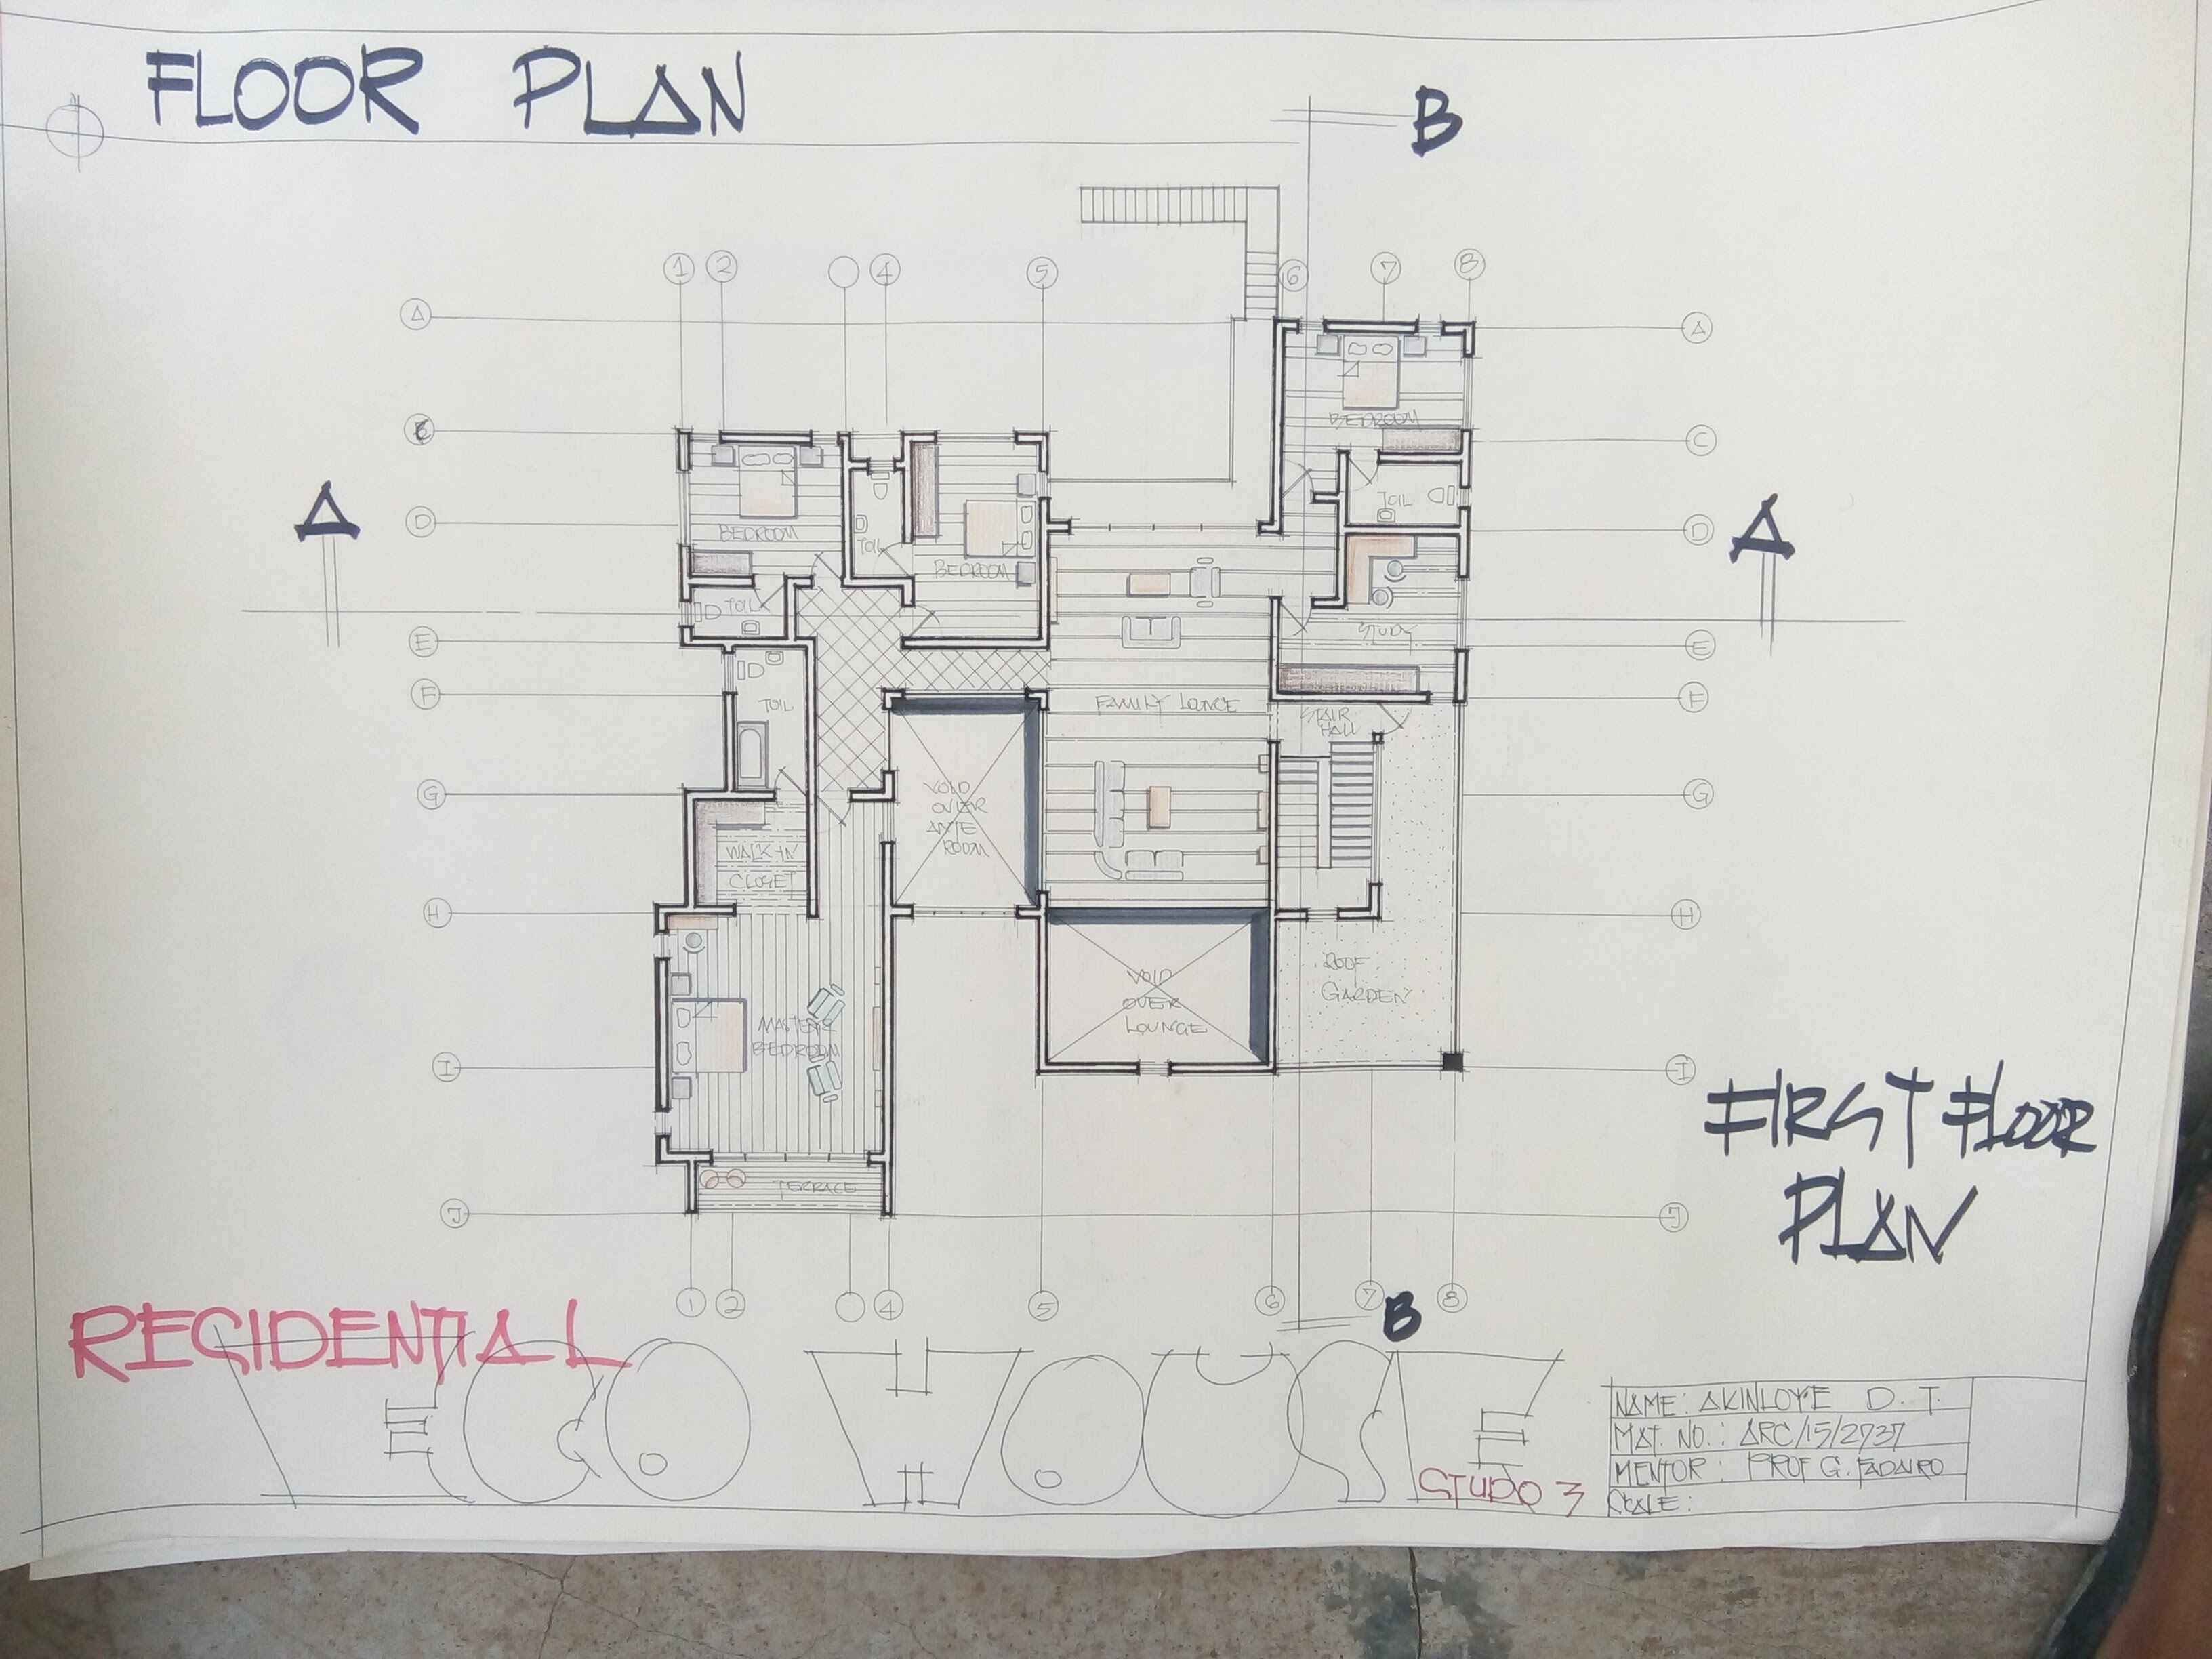 FLOOR PLAN
B
1 2 4 5 6 7 8
A A
C C
D D
A A
E E
F F
G G
H H
I I
J J
BEDROOM
BEDROOM
TOIL
TOIL
BEDROOM
TOIL
STUDY
TOIL
FAMILY LOUNGE
STAIR
HALL
VOID
OVER
ANTE
ROOM
WALK-IN
CLOSET
ROOF
GARDEN
VOID
OVER
LOUNGE
MASTERS
BEDROOM
TERRACE
FIRST FLOOR
PLAN
1 2 4 5 6 7 8
B
RESIDENTIAL
ECO HOUSE
STUDO 3
NAME: AKINLOYE D. T.
MAT. NO.: ARC/15/2737
MENTOR: PROF G. FADAIRO
SCALE: